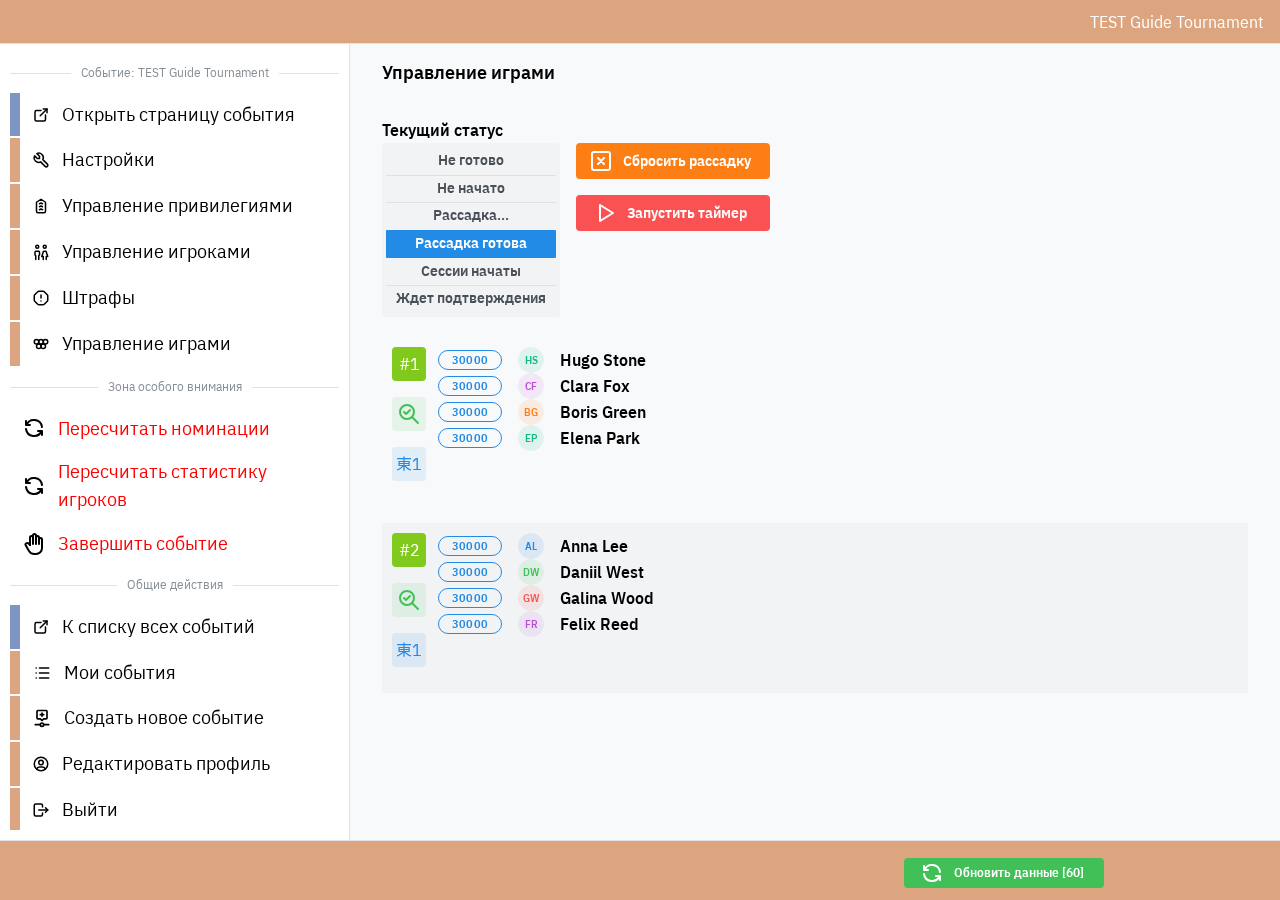 TEST Guide Tournament
Событие: TEST Guide Tournament
Открыть страницу события
Настройки
Управление привилегиями
Управление игроками
Штрафы
Управление играми
Зона особого внимания
Пересчитать номинации
Пересчитать статистику
игроков
Завершить событие
Общие действия
К списку всех событий
Мои события
Создать новое событие
Редактировать профиль
Выйти
Управление играми
Текущий статус
Не готово
Не начато
Рассадка...
Рассадка готова
Сессии начаты
Ждет подтверждения
Сбросить рассадку
Запустить таймер
#1
30000 HS Hugo Stone
30000 CF Clara Fox
30000 BG Boris Green
30000 EP Elena Park
東1
#2
30000 AL Anna Lee
30000 DW Daniil West
30000 GW Galina Wood
30000 FR Felix Reed
東1
Обновить данные [60]